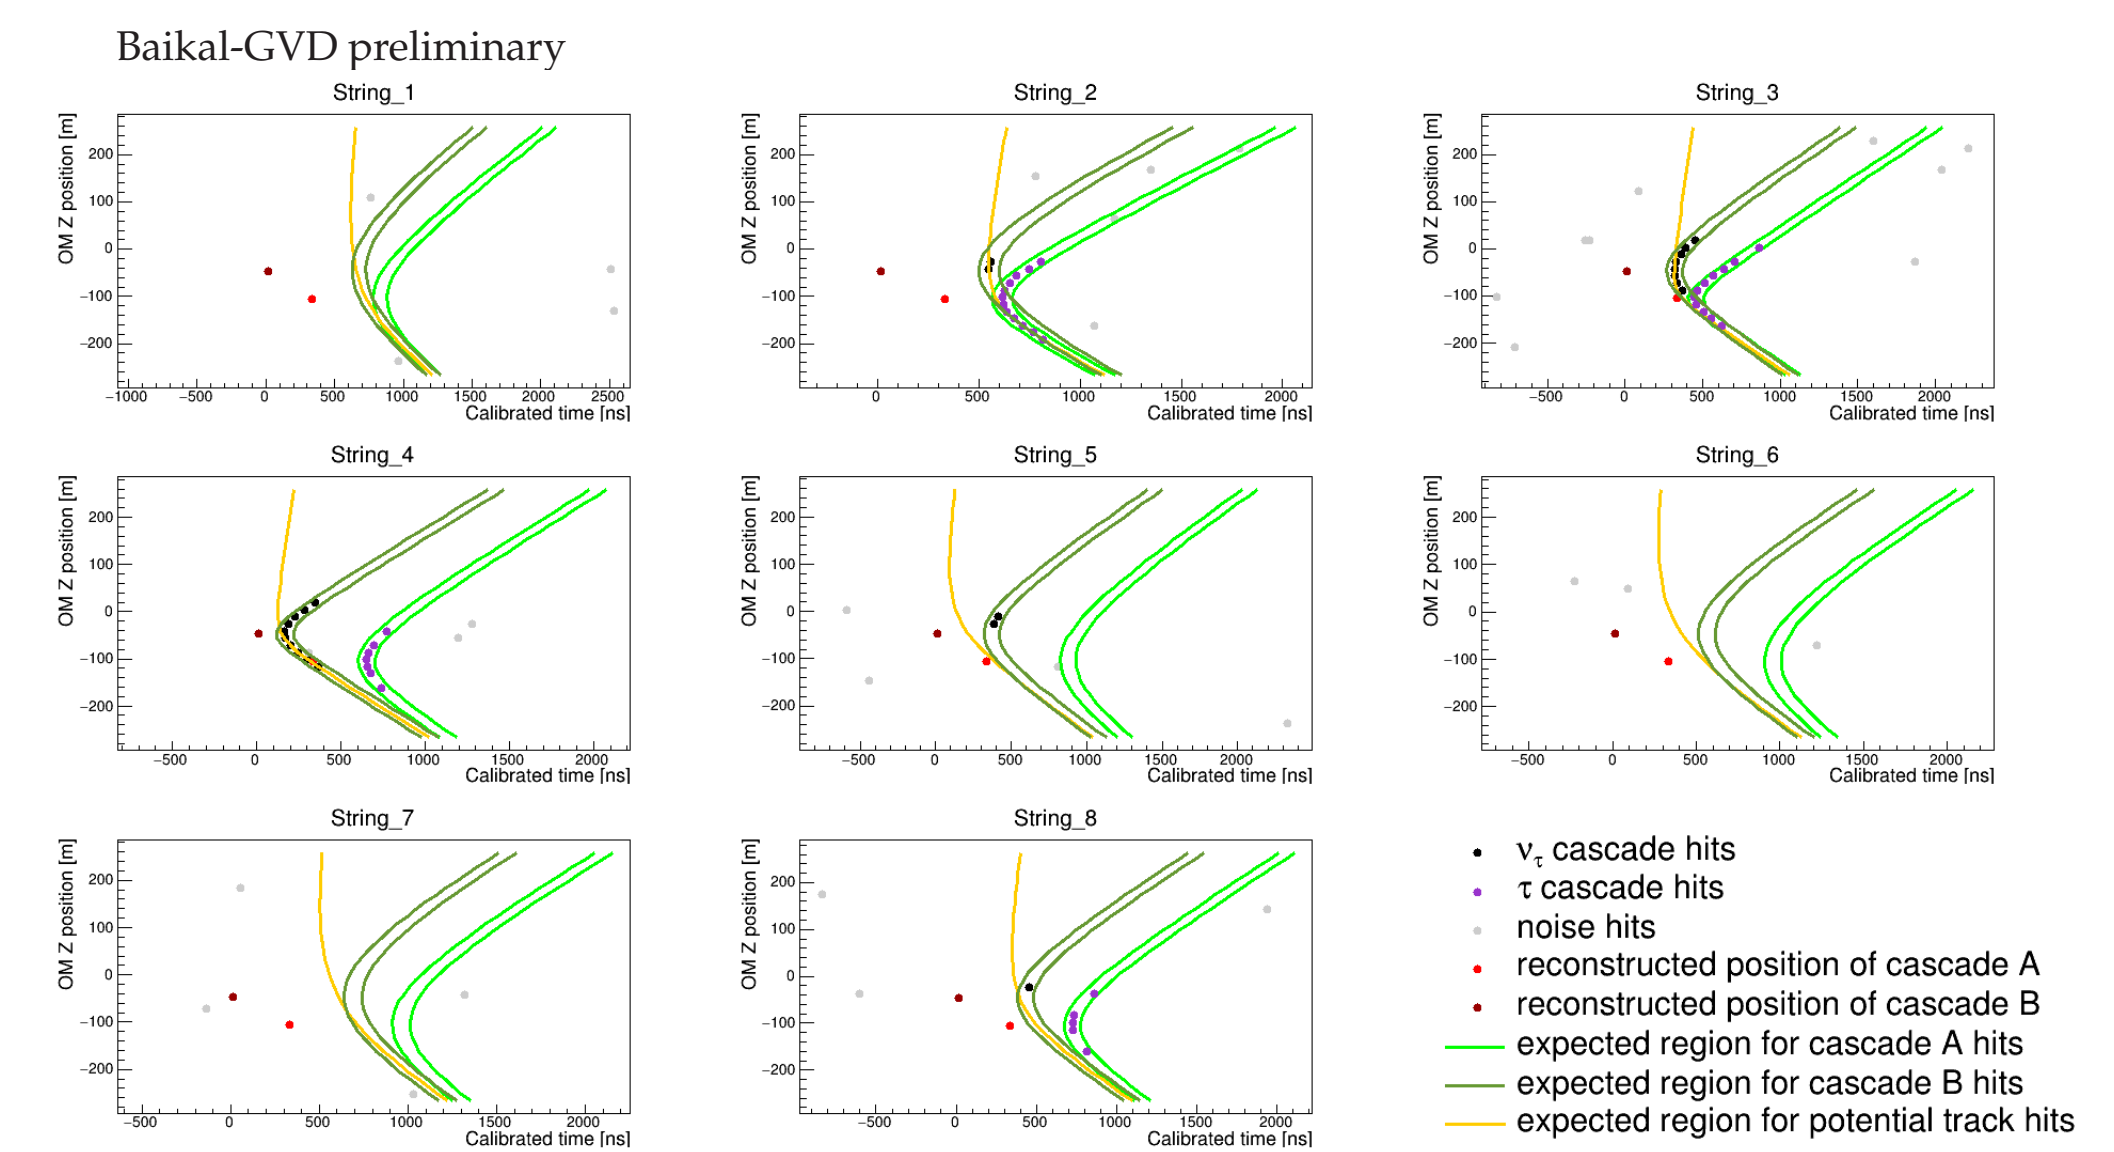 Baikal-GVD preliminary
String_1
OM Z position [m]
200
100
0
−100
−200
−1000 −500 0 500 1000 1500 2000 2500
Calibrated time [ns]
String_2
OM Z position [m]
200
100
0
−100
−200
0 500 1000 1500 2000
Calibrated time [ns]
String_3
OM Z position [m]
200
100
0
−100
−200
−500 0 500 1000 1500 2000
Calibrated time [ns]
String_4
OM Z position [m]
200
100
0
−100
−200
−500 0 500 1000 1500 2000
Calibrated time [ns]
String_5
OM Z position [m]
200
100
0
−100
−200
−500 0 500 1000 1500 2000
Calibrated time [ns]
String_6
OM Z position [m]
200
100
0
−100
−200
−500 0 500 1000 1500 2000
Calibrated time [ns]
String_7
OM Z position [m]
200
100
0
−100
−200
−500 0 500 1000 1500 2000
Calibrated time [ns]
String_8
OM Z position [m]
200
100
0
−100
−200
−500 0 500 1000 1500 2000
Calibrated time [ns]
ντ cascade hits
τ cascade hits
noise hits
reconstructed position of cascade A
reconstructed position of cascade B
expected region for cascade A hits
expected region for cascade B hits
expected region for potential track hits